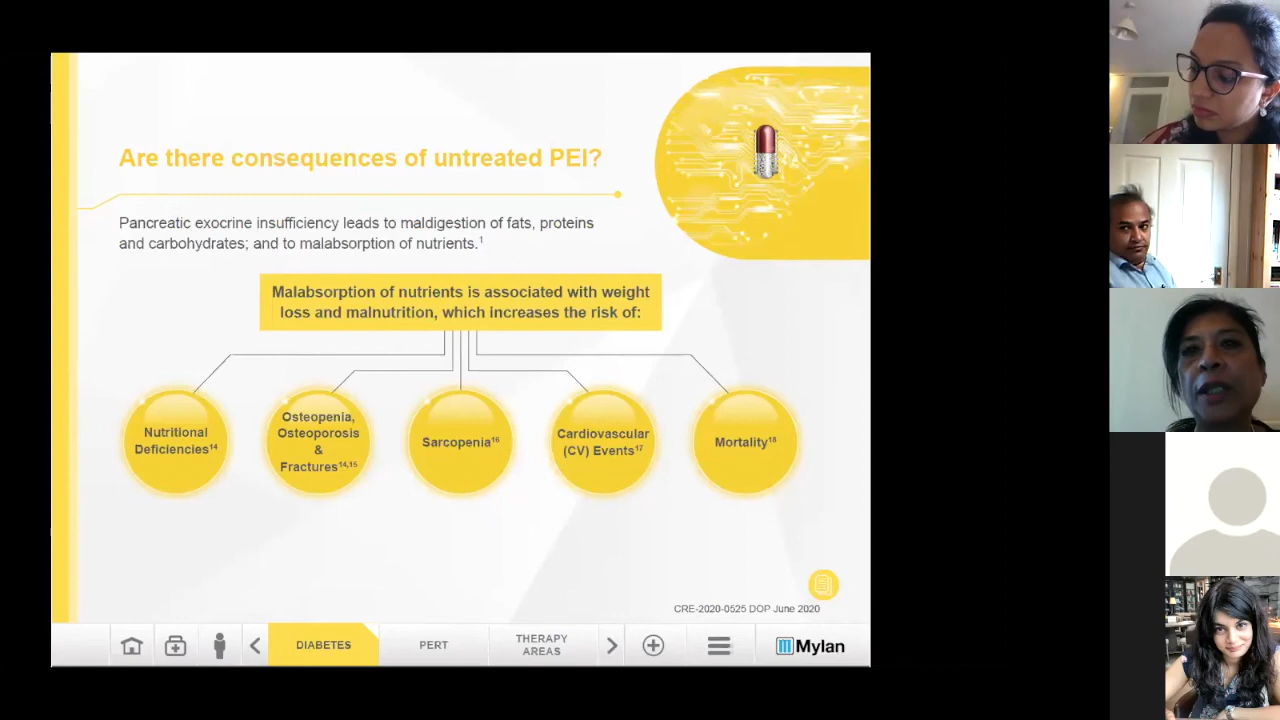 Are there consequences of untreated PEI?
Pancreatic exocrine insufficiency leads to maldigestion of fats, proteins
and carbohydrates; and to malabsorption of nutrients.1
Malabsorption of nutrients is associated with weight
loss and malnutrition, which increases the risk of:
Nutritional
Deficiencies14
Osteopenia,
Osteoporosis
&
Fractures14,15
Sarcopenia16
Cardiovascular
(CV) Events17
Mortality18
CRE-2020-0525 DOP June 2020
DIABETES
PERT
THERAPY
AREAS
Mylan